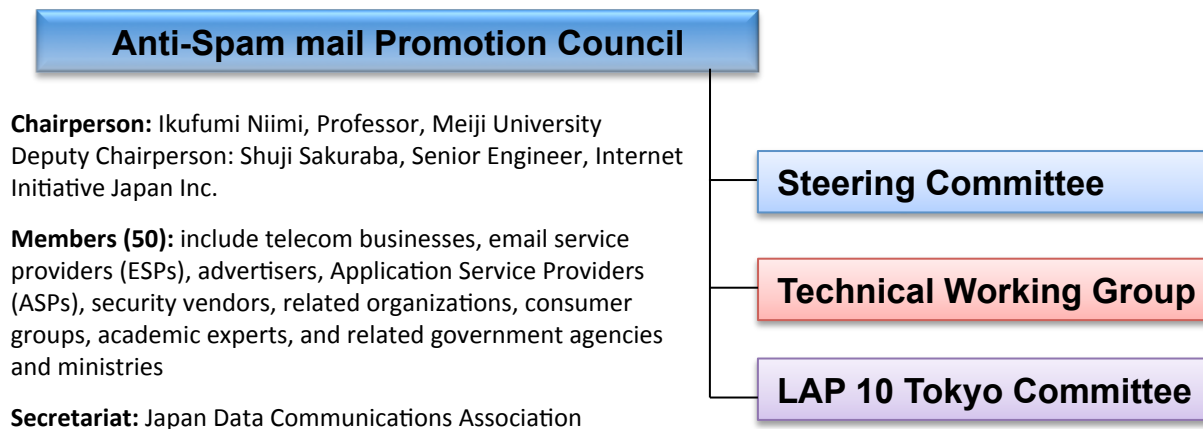 Anti-Spam mail Promotion Council
Chairperson: Ikufumi Niimi, Professor, Meiji University
Deputy Chairperson: Shuji Sakuraba, Senior Engineer, Internet
Initiative Japan Inc.
Members (50): include telecom businesses, email service
providers (ESPs), advertisers, Application Service Providers
(ASPs), security vendors, related organizations, consumer
groups, academic experts, and related government agencies
and ministries
Secretariat: Japan Data Communications Association
Steering Committee
Technical Working Group
LAP 10 Tokyo Committee